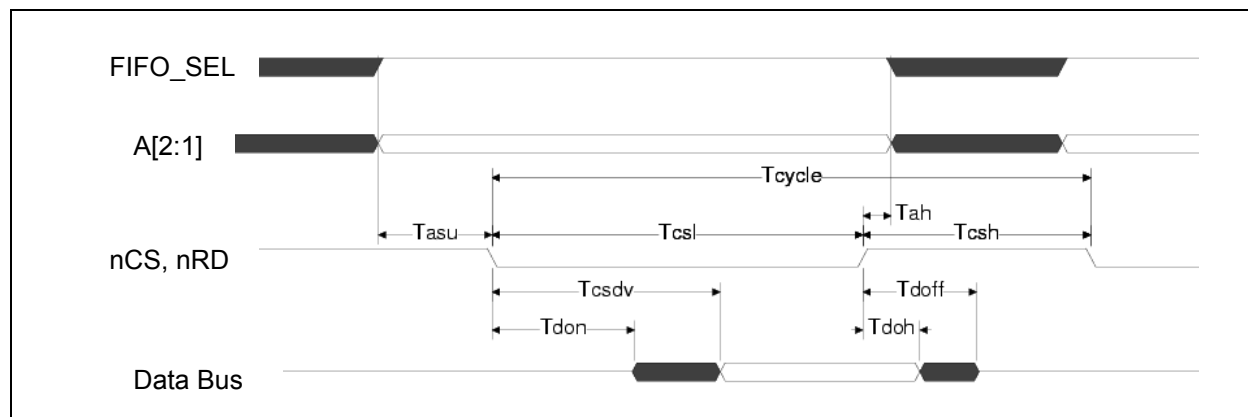 FIFO_SEL
A[2:1]
Tcycle
Tah
Tasu
Tcsl
Tcsh
nCS, nRD
Tcsdv
Tdoff
Tdon
Tdoh
Data Bus